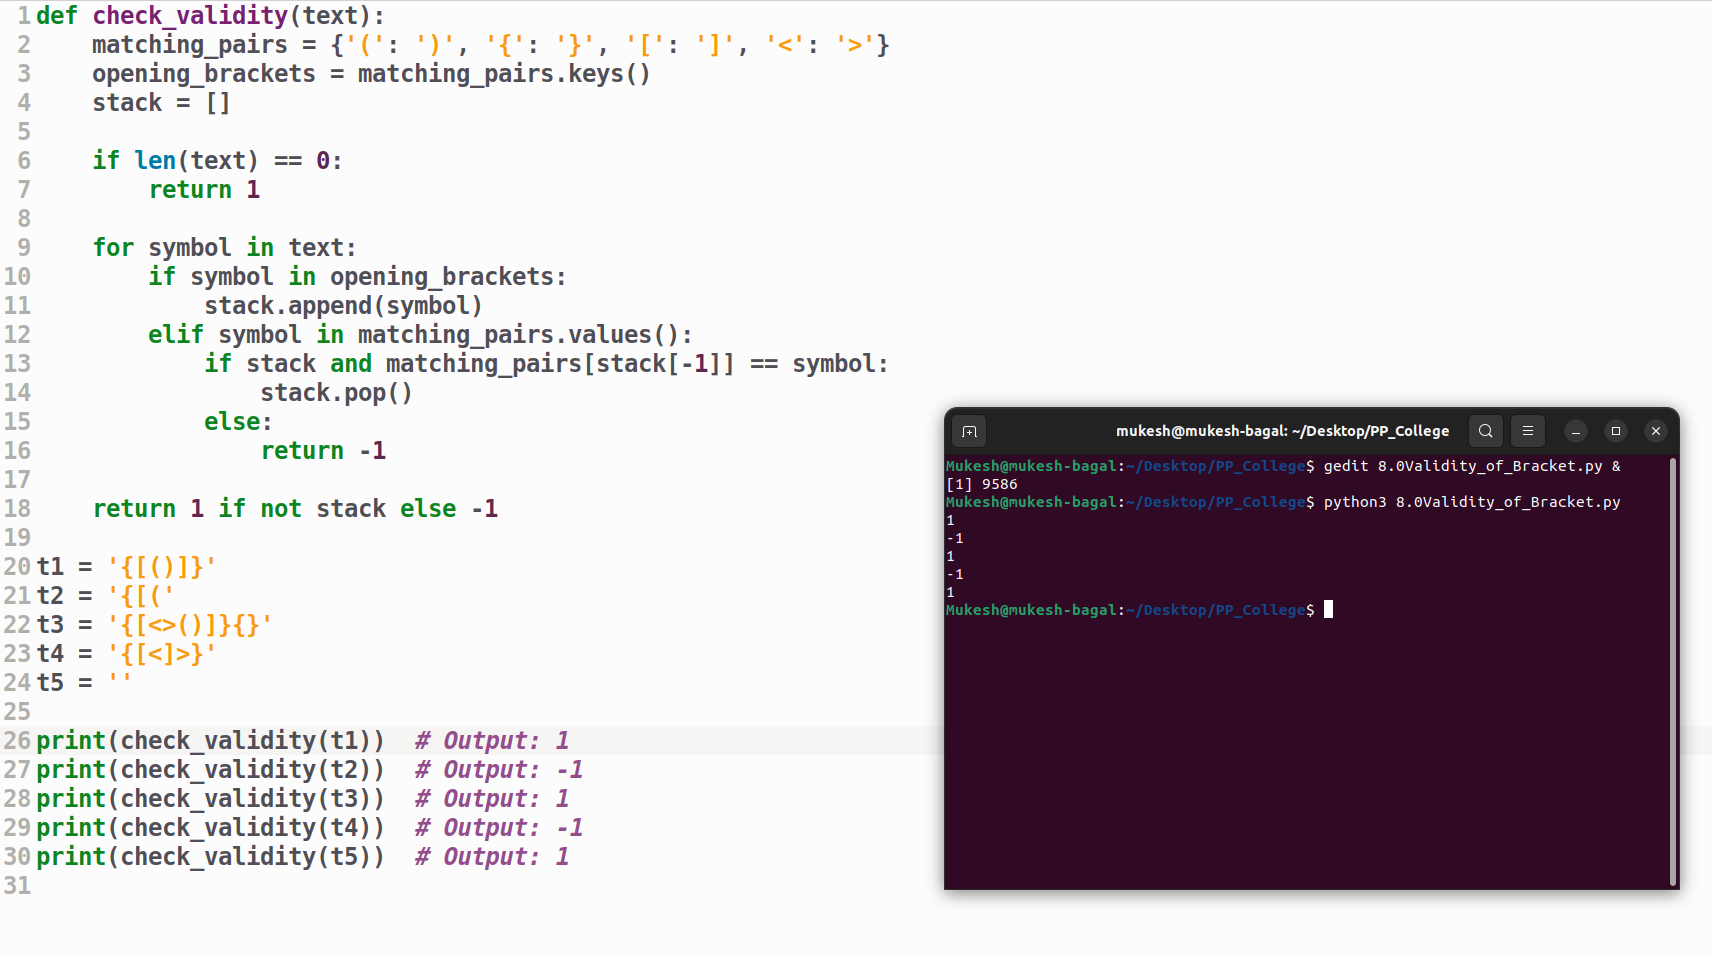 1 def check_validity(text):
2     matching_pairs = {'(': ')', '{': '}', '[': ']', '<': '>'}
3     opening_brackets = matching_pairs.keys()
4     stack = []
5
6     if len(text) == 0:
7         return 1
8
9     for symbol in text:
10         if symbol in opening_brackets:
11             stack.append(symbol)
12         elif symbol in matching_pairs.values():
13             if stack and matching_pairs[stack[-1]] == symbol:
14                 stack.pop()
15             else:
16                 return -1
17
18     return 1 if not stack else -1
19
20 t1 = '{[()]}'
21 t2 = '{[('
22 t3 = '{[<>()]}{}'
23 t4 = '{[<]>}'
24 t5 = ''
25
26 print(check_validity(t1))  # Output: 1
27 print(check_validity(t2))  # Output: -1
28 print(check_validity(t3))  # Output: 1
29 print(check_validity(t4))  # Output: -1
30 print(check_validity(t5))  # Output: 1
31
mukesh@mukesh-bagal: ~/Desktop/PP_College
Mukesh@mukesh-bagal:~/Desktop/PP_College$ gedit 8.0Validity_of_Bracket.py &
[1] 9586
Mukesh@mukesh-bagal:~/Desktop/PP_College$ python3 8.0Validity_of_Bracket.py
1
-1
1
-1
1
Mukesh@mukesh-bagal:~/Desktop/PP_College$